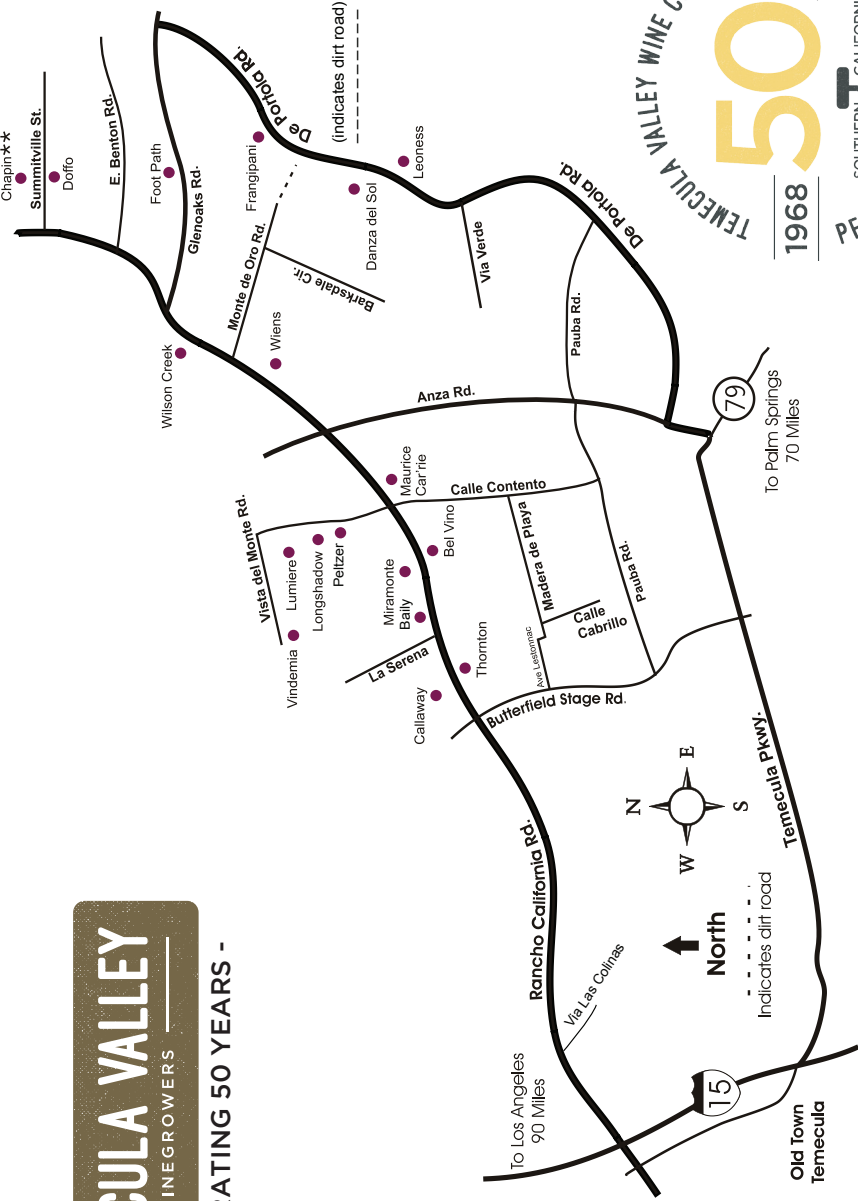 CULA VALLEY
INEGROWERS
RATING 50 YEARS -
Chapin**
Summitville St.
Doffo
E. Benton Rd.
Foot Path
Glenoaks Rd.
De Portola Rd.
Frangipani
(indicates dirt road)
Monte de Oro Rd.
Barksdale Cir.
Danza del Sol
Leoness
Wilson Creek
Wiens
Via Verde
De Portola Rd.
Pauba Rd.
Anza Rd.
Vista del Monte Rd.
Lumiere
Longshadow
Peltzer
Maurice
Car'rie
Calle Contento
Vindemia
Miramonte
Baily
Bel Vino
Madera de Playa
La Serena
Thornton
Ave Lestonnac
Calle
Cabrillo
Pauba Rd.
Callaway
Butterfield Stage Rd.
79
To Palm Springs
70 Miles
Rancho California Rd.
Temecula Pkwy.
N
E
S
W
North
Indicates dirt road
Via Las Colinas
To Los Angeles
90 Miles
15
Old Town
Temecula
TEMECULA VALLEY WINE C
1968
50
PE